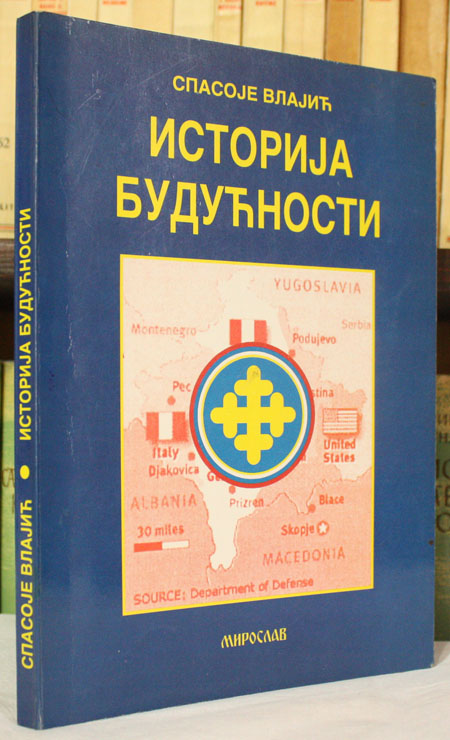 СПАСОЈЕ ВЛАЈИЋ
ИСТОРИЈА
БУДУЋНОСТИ
YUGOSLAVIA
Montenegro
Serbia
Podujevo
Pec
Italy
Djakovica
United
States
Prizren
Blace
ALBANIA
30 miles
Skopje
MACEDONIA
SOURCE: Department of Defense
МИРОСЛАВ
СПАСОЈЕ ВЛАЈИЋ • ИСТОРИЈА БУДУЋНОСТИ